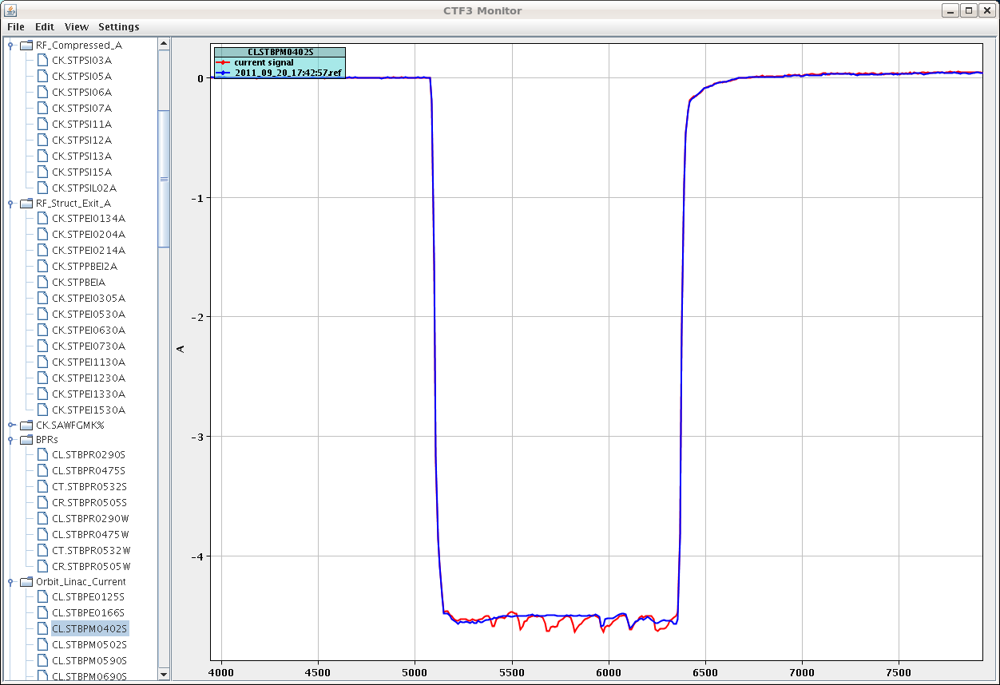 CTF3 Monitor
File Edit View Settings
RF_Compressed_A
CK.STPSI03A
CK.STPSI05A
CK.STPSI06A
CK.STPSI07A
CK.STPSI11A
CK.STPSI12A
CK.STPSI13A
CK.STPSI15A
CK.STPSIL02A
RF_Struct_Exit_A
CK.STPEI0134A
CK.STPEI0204A
CK.STPEI0214A
CK.STPPBEI2A
CK.STPBEIA
CK.STPEI0305A
CK.STPEI0530A
CK.STPEI0630A
CK.STPEI0730A
CK.STPEI1130A
CK.STPEI1230A
CK.STPEI1330A
CK.STPEI1530A
CK.SAWFGMK%
BPRs
CL.STBPR0290S
CL.STBPR0475S
CT.STBPR0532S
CR.STBPR0505S
CL.STBPR0290W
CL.STBPR0475W
CT.STBPR0532W
CR.STBPR0505W
Orbit_Linac_Current
CL.STBPE0125S
CL.STBPE0166S
CL.STBPM0402S
CL.STBPM0502S
CL.STBPM0590S
CL.STBPM0690S
CL.STBPM0402S
current signal
2011_09_20_17:42:57.ref
0
-1
-2
A
-3
-4
4000 4500 5000 5500 6000 6500 7000 7500